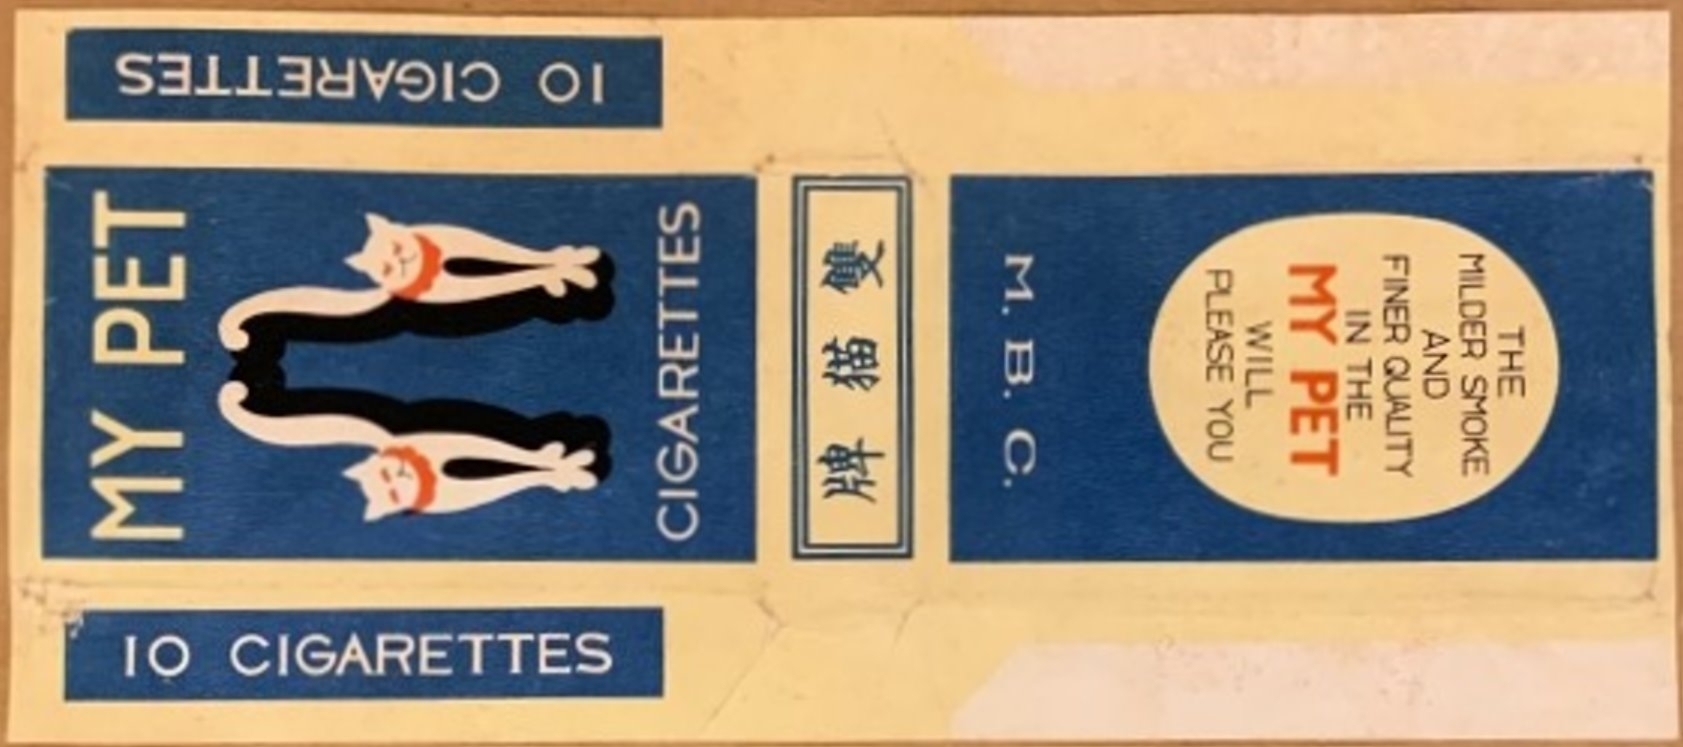 10 CIGARETTES
MY PET
CIGARETTES
10 CIGARETTES
雙猫牌
THE
MILDER SMOKE
AND
FINER QUALITY
IN THE
MY PET
WILL
PLEASE YOU
M. B. C.